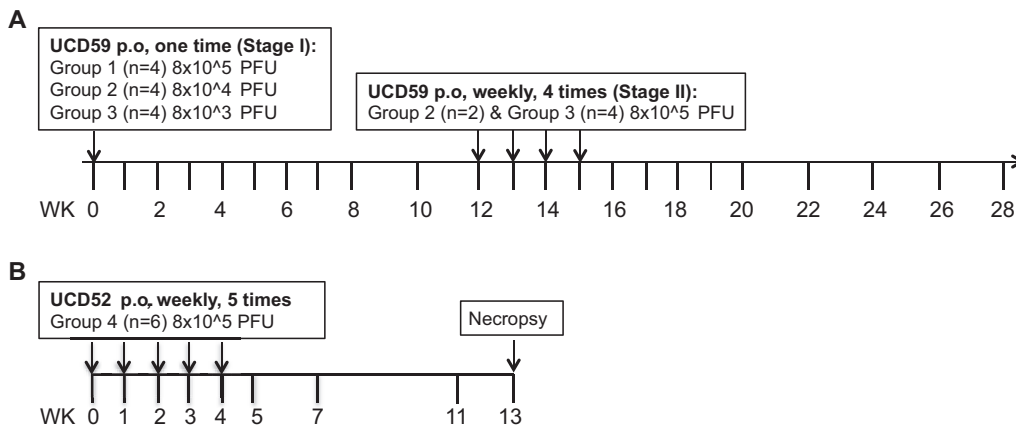 A
UCD59 p.o, one time (Stage I):
Group 1 (n=4) 8x10^5 PFU
Group 2 (n=4) 8x10^4 PFU
Group 3 (n=4) 8x10^3 PFU
UCD59 p.o, weekly, 4 times (Stage II):
Group 2 (n=2) & Group 3 (n=4) 8x10^5 PFU
WK 0 2 4 6 8 10 12 14 16 18 20 22 24 26 28
B
UCD52 p.o, weekly, 5 times
Group 4 (n=6) 8x10^5 PFU
Necropsy
WK 0 1 2 3 4 5 7 11 13